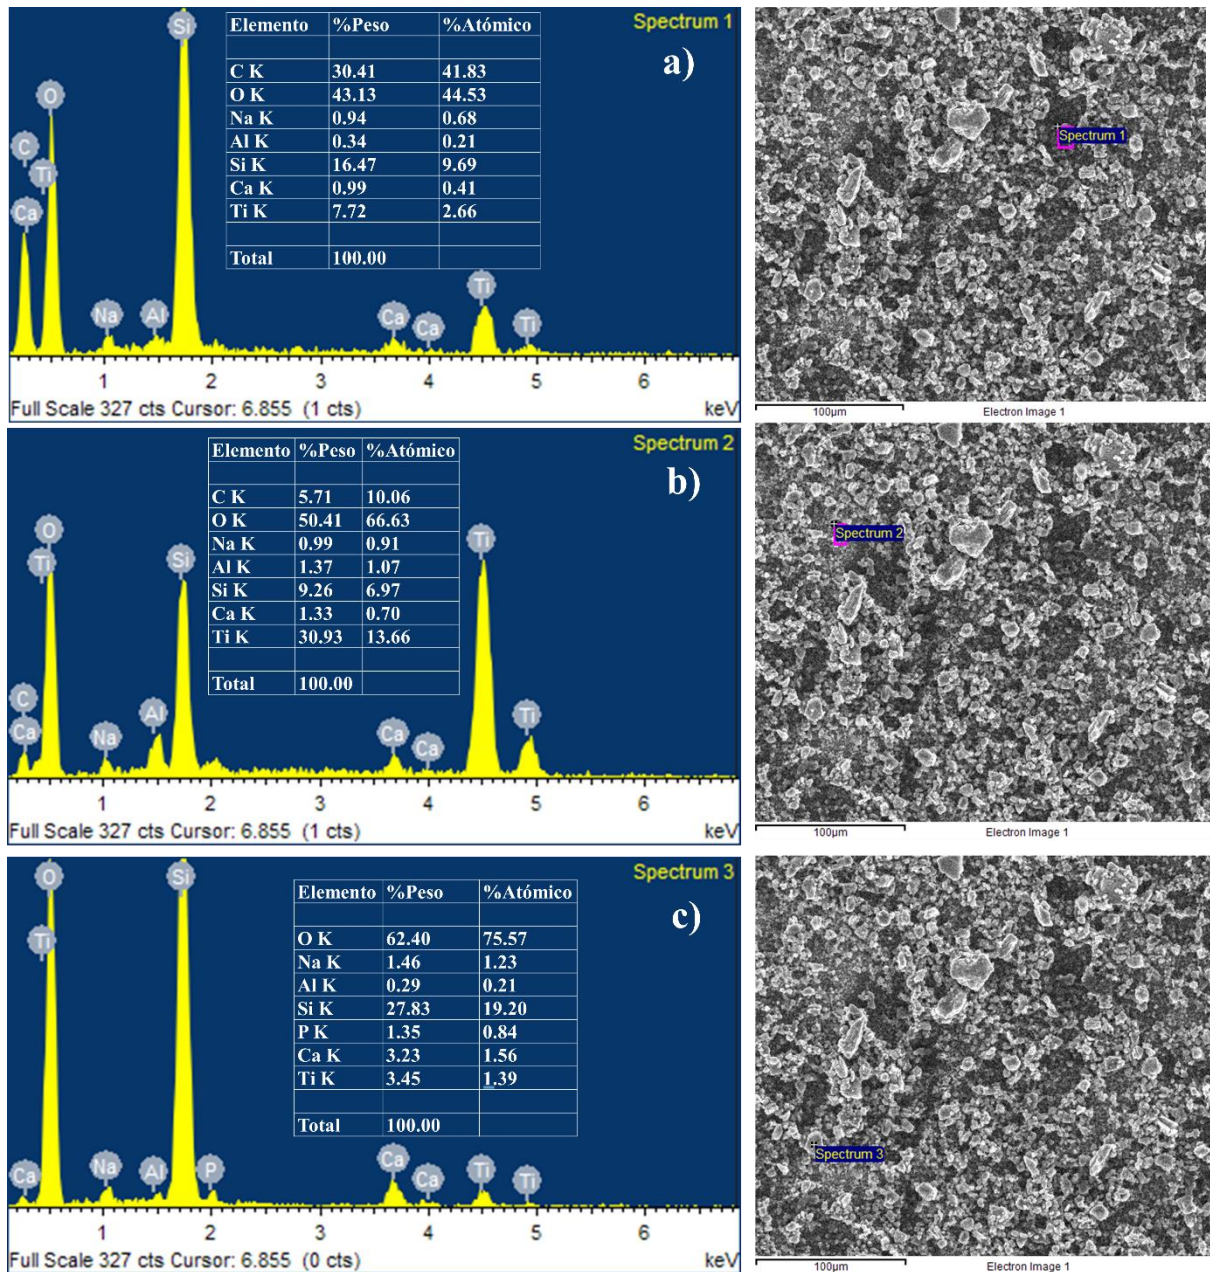 Spectrum 1
a)
Elemento %Peso %Atómico
C K 30.41 41.83
O K 43.13 44.53
Na K 0.94 0.68
Al K 0.34 0.21
Si K 16.47 9.69
Ca K 0.99 0.41
Ti K 7.72 2.66
Total 100.00
Si
O
C
Ti
Ca
Na Al Ca Ca Ti Ti
1 2 3 4 5 6
Full Scale 327 cts Cursor: 6.855 (1 cts) keV
Spectrum 1
100µm Electron Image 1
Spectrum 2
b)
Elemento %Peso %Atómico
C K 5.71 10.06
O K 50.41 66.63
Na K 0.99 0.91
Al K 1.37 1.07
Si K 9.26 6.97
Ca K 1.33 0.70
Ti K 30.93 13.66
Total 100.00
O
Ti Si Ti
C
Ca Na Al Ca Ca Ti
1 2 3 4 5 6
Full Scale 327 cts Cursor: 6.855 (1 cts) keV
Spectrum 2
100µm Electron Image 1
Spectrum 3
c)
Elemento %Peso %Atómico
O K 62.40 75.57
Na K 1.46 1.23
Al K 0.29 0.21
Si K 27.83 19.20
P K 1.35 0.84
Ca K 3.23 1.56
Ti K 3.45 1.39
Total 100.00
O Si
Ti
Ca Na Al P Ca Ca Ti Ti
1 2 3 4 5 6
Full Scale 327 cts Cursor: 6.855 (0 cts) keV
Spectrum 3
100µm Electron Image 1